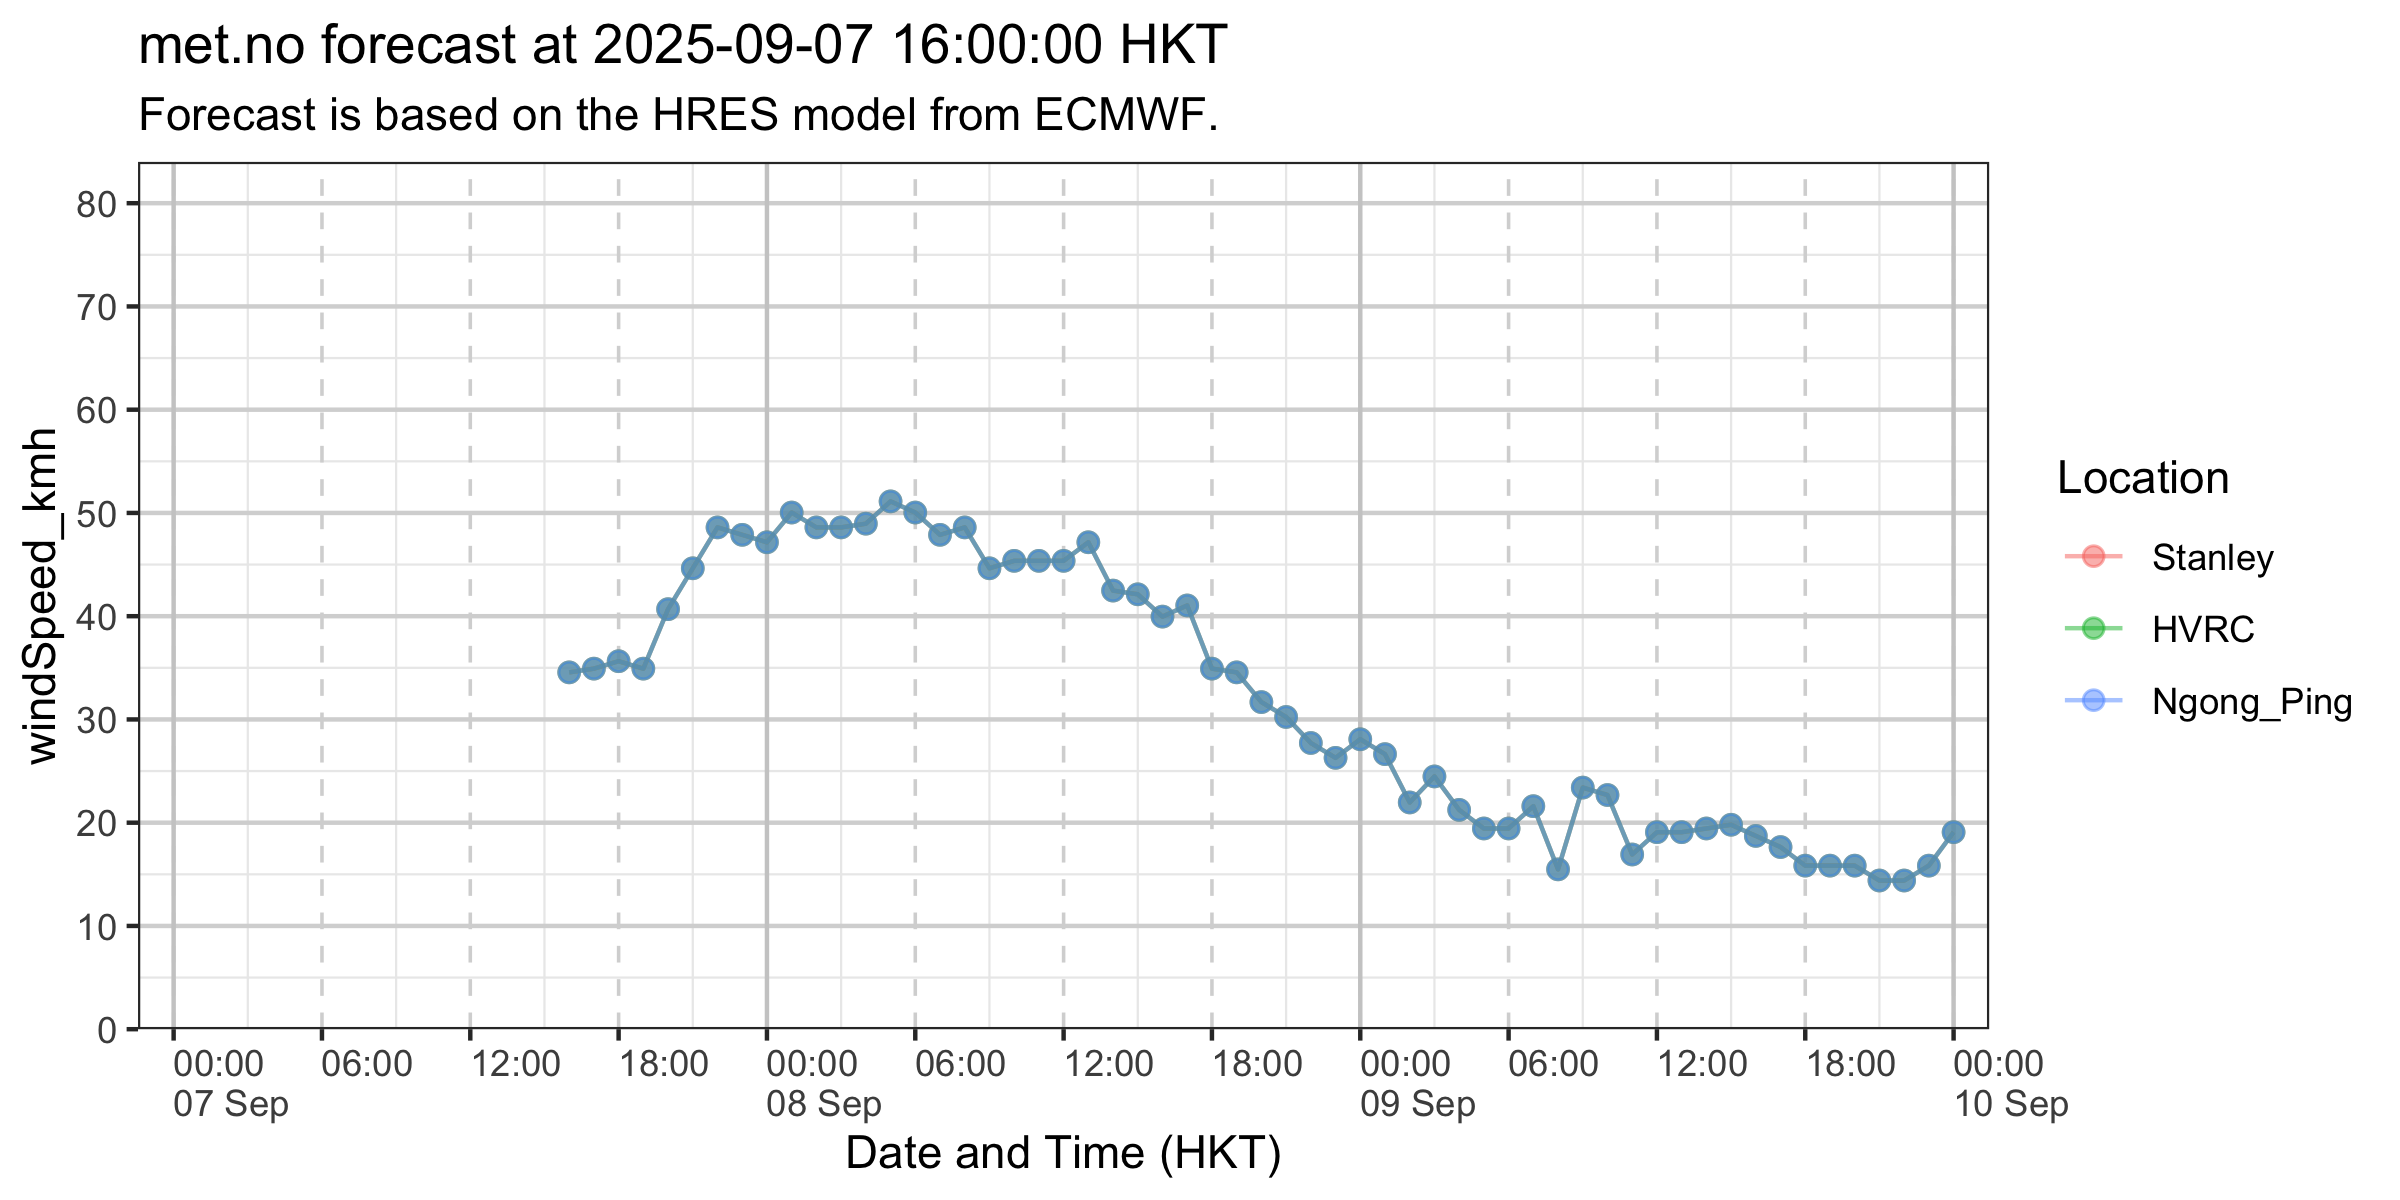 met.no forecast at 2025-09-07 16:00:00 HKT
Forecast is based on the HRES model from ECMWF.
80
70
60
50
40
30
20
10
0
windSpeed_kmh
00:00 06:00 12:00 18:00 00:00 06:00 12:00 18:00 00:00 06:00 12:00 18:00 00:00
07 Sep 08 Sep 09 Sep 10 Sep
Date and Time (HKT)
Location
Stanley
HVRC
Ngong_Ping